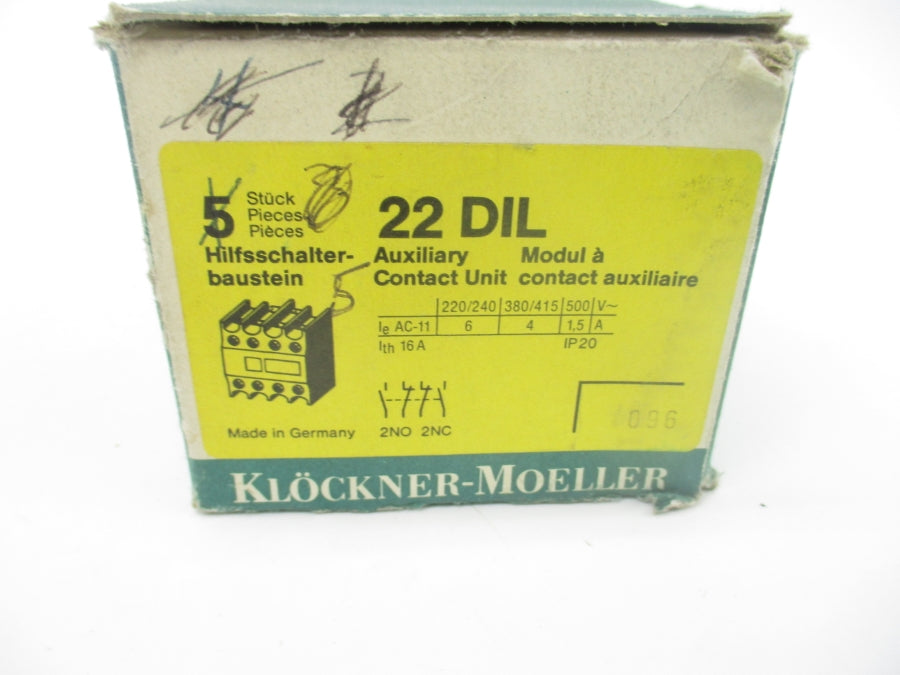 5 Stück
Pieces
Pièces
22 DIL
Hilfsschalter-
baustein
Auxiliary
Contact Unit
Modul à
contact auxiliaire
220/240 380/415 500 V~
Ie AC-11 6 4 1,5 A
Ith 16 A IP20
2NO 2NC
Made in Germany
096
KLÖCKNER-MOELLER